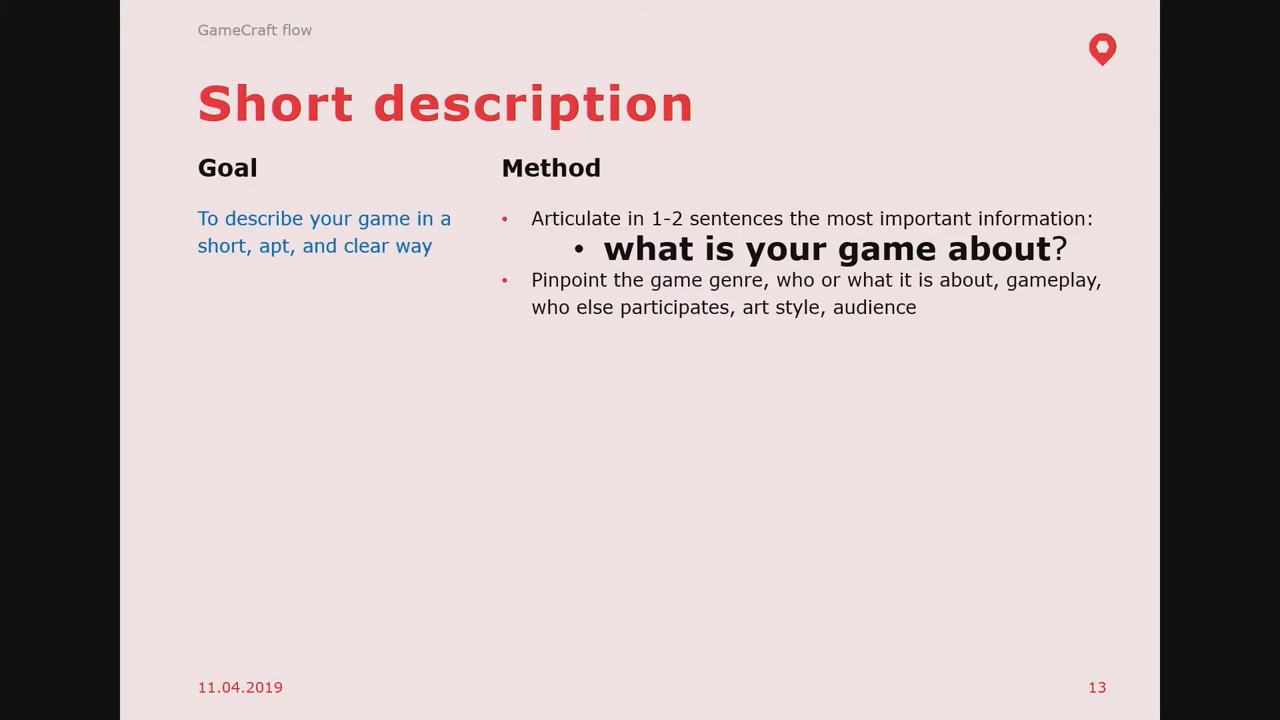 GameCraft flow
Short description
Goal
To describe your game in a
short, apt, and clear way
Method
• Articulate in 1-2 sentences the most important information:
• what is your game about?
• Pinpoint the game genre, who or what it is about, gameplay,
who else participates, art style, audience
11.04.2019
13